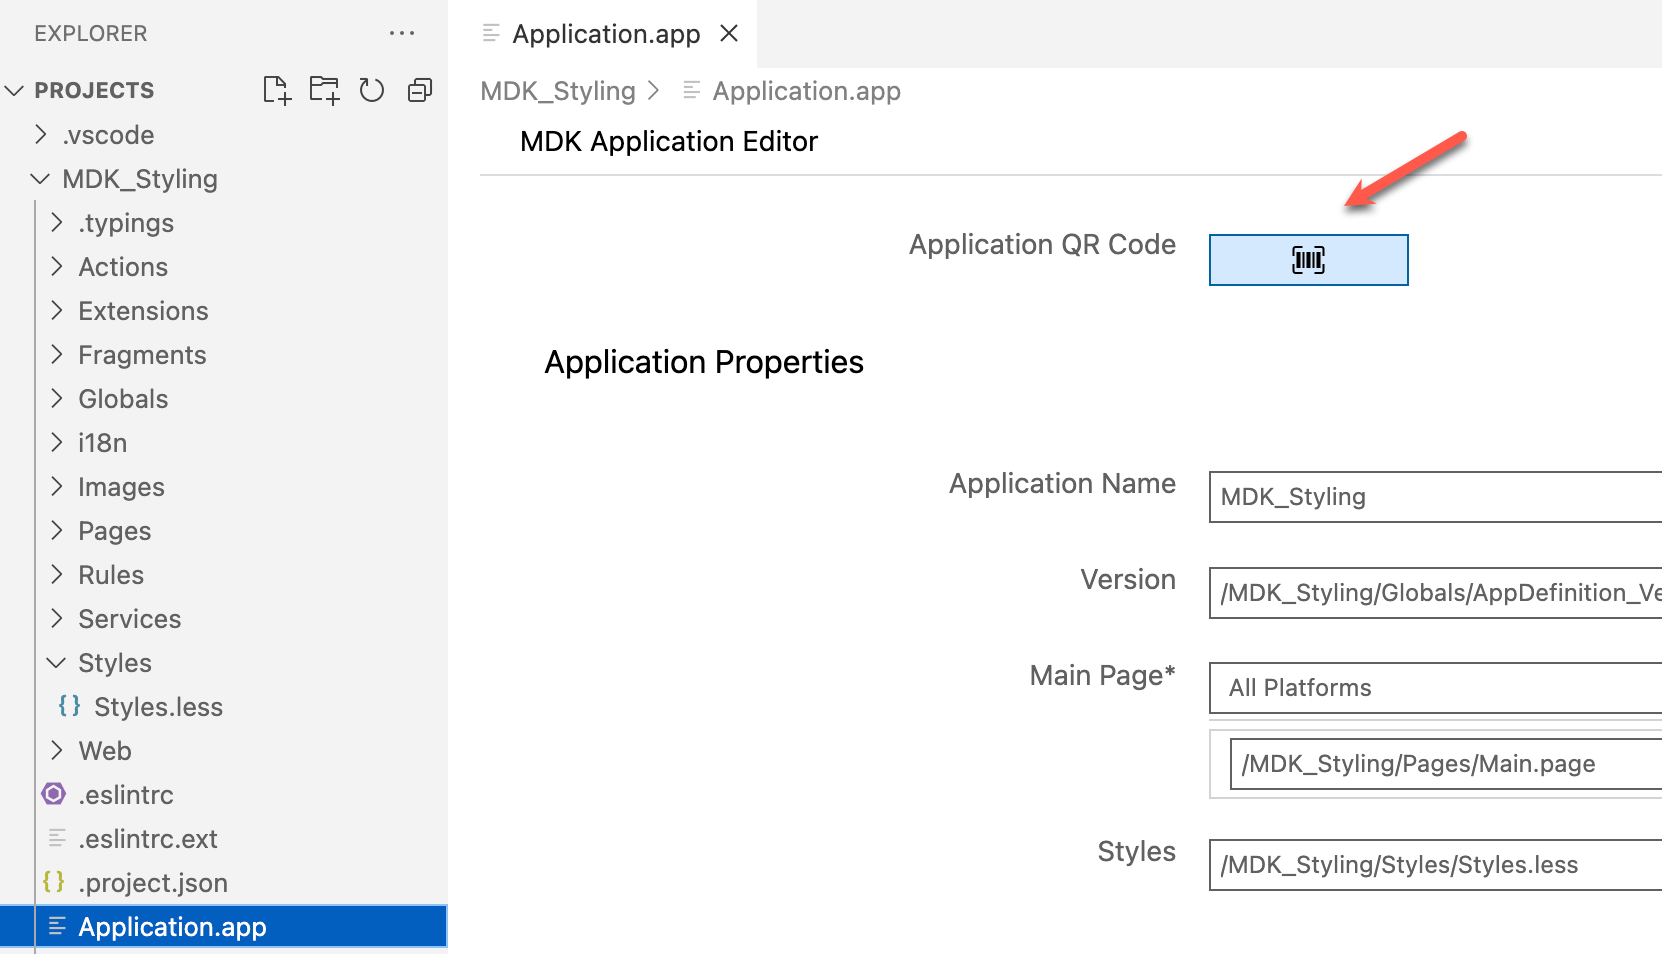 EXPLORER
PROJECTS
.vscode
MDK_Styling
.typings
Actions
Extensions
Fragments
Globals
i18n
Images
Pages
Rules
Services
Styles
Styles.less
Web
.eslintrc
.eslintrc.ext
.project.json
Application.app
Application.app
MDK_Styling > Application.app
MDK Application Editor
Application QR Code
Application Properties
Application Name MDK_Styling
Version /MDK_Styling/Globals/AppDefinition_Ve
Main Page* All Platforms
/MDK_Styling/Pages/Main.page
Styles /MDK_Styling/Styles/Styles.less